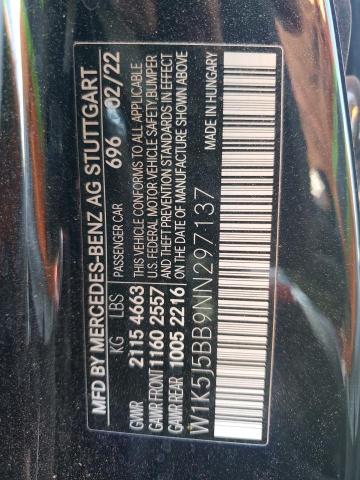 MFD BY MERCEDES-BENZ AG STUTTGART
PASSENGER CAR 696 02/22
KG LBS
GVWR 2115 4663
GAWR FRONT 1160 2557
GAWR REAR 1005 2216
THIS VEHICLE CONFORMS TO ALL APPLICABLE
U.S. FEDERAL MOTOR VEHICLE SAFETY, BUMPER
AND THEFT PREVENTION STANDARDS IN EFFECT
ON THE DATE OF MANUFACTURE SHOWN ABOVE
MADE IN HUNGARY
W1K5J5BB9NN297137